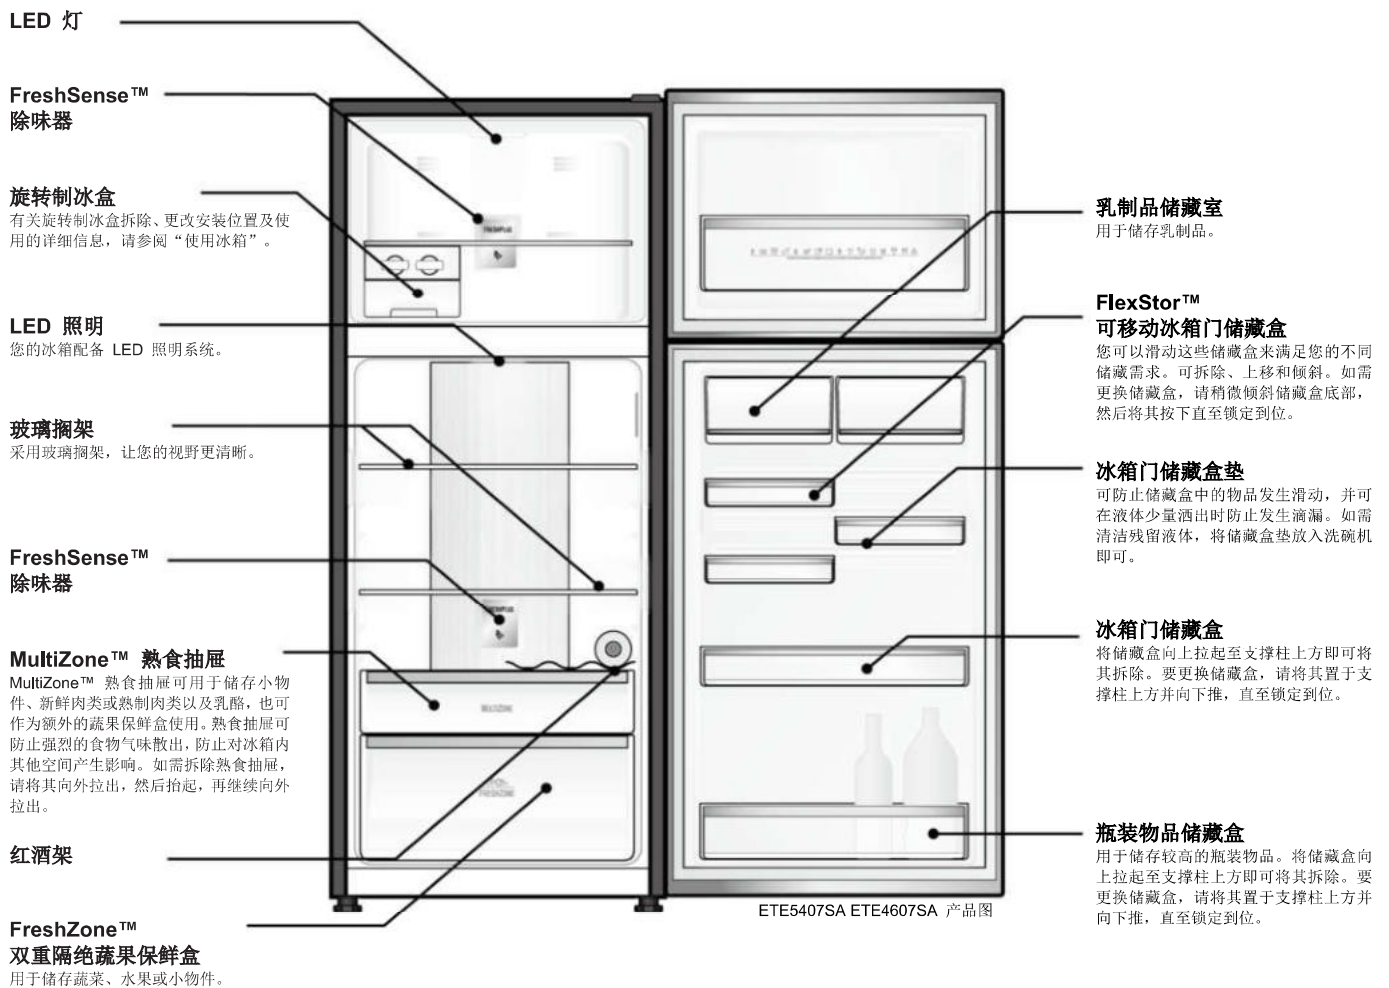 LED 灯
FreshSense™
除味器
旋转制冰盒
有关旋转制冰盒拆除、更改安装位置及使
用的详细信息，请参阅“使用冰箱”。
LED 照明
您的冰箱配备 LED 照明系统。
玻璃搁架
采用玻璃搁架，让您的视野更清晰。
FreshSense™
除味器
MultiZone™ 熟食抽屉
MultiZone™ 熟食抽屉可用于储存小物
件、新鲜肉类或熟制肉类以及乳酪，也可
作为额外的蔬果保鲜盒使用。熟食抽屉可
防止强烈的食物气味散出，防止对冰箱内
其他空间产生影响。如需拆除熟食抽屉，
请将其向外拉出，然后抬起，再继续向外
拉出。
红酒架
FreshZone™
双重隔绝蔬果保鲜盒
用于储存蔬菜、水果或小物件。
MULTIZONE
FRESHZONE
乳制品储藏室
用于储存乳制品。
FlexStor™
可移动冰箱门储藏盒
您可以滑动这些储藏盒来满足您的不同
储藏需求。可拆除、上移和倾斜。如需
更换储藏盒，请稍微倾斜储藏盒底部，
然后将其按下直至锁定到位。
冰箱门储藏盒垫
可防止储藏盒中的物品发生滑动，并可
在液体少量洒出时防止发生滴漏。如需
清洁残留液体，将储藏盒垫放入洗碗机
即可。
冰箱门储藏盒
将储藏盒向上拉起至支撑柱上方即可将
其拆除。要更换储藏盒，请将其置于支
撑柱上方并向下推，直至锁定到位。
瓶装物品储藏盒
用于储存较高的瓶装物品。将储藏盒向
上拉起至支撑柱上方即可将其拆除。要
更换储藏盒，请将其置于支撑柱上方并
向下推，直至锁定到位。
ETE5407SA ETE4607SA 产品图